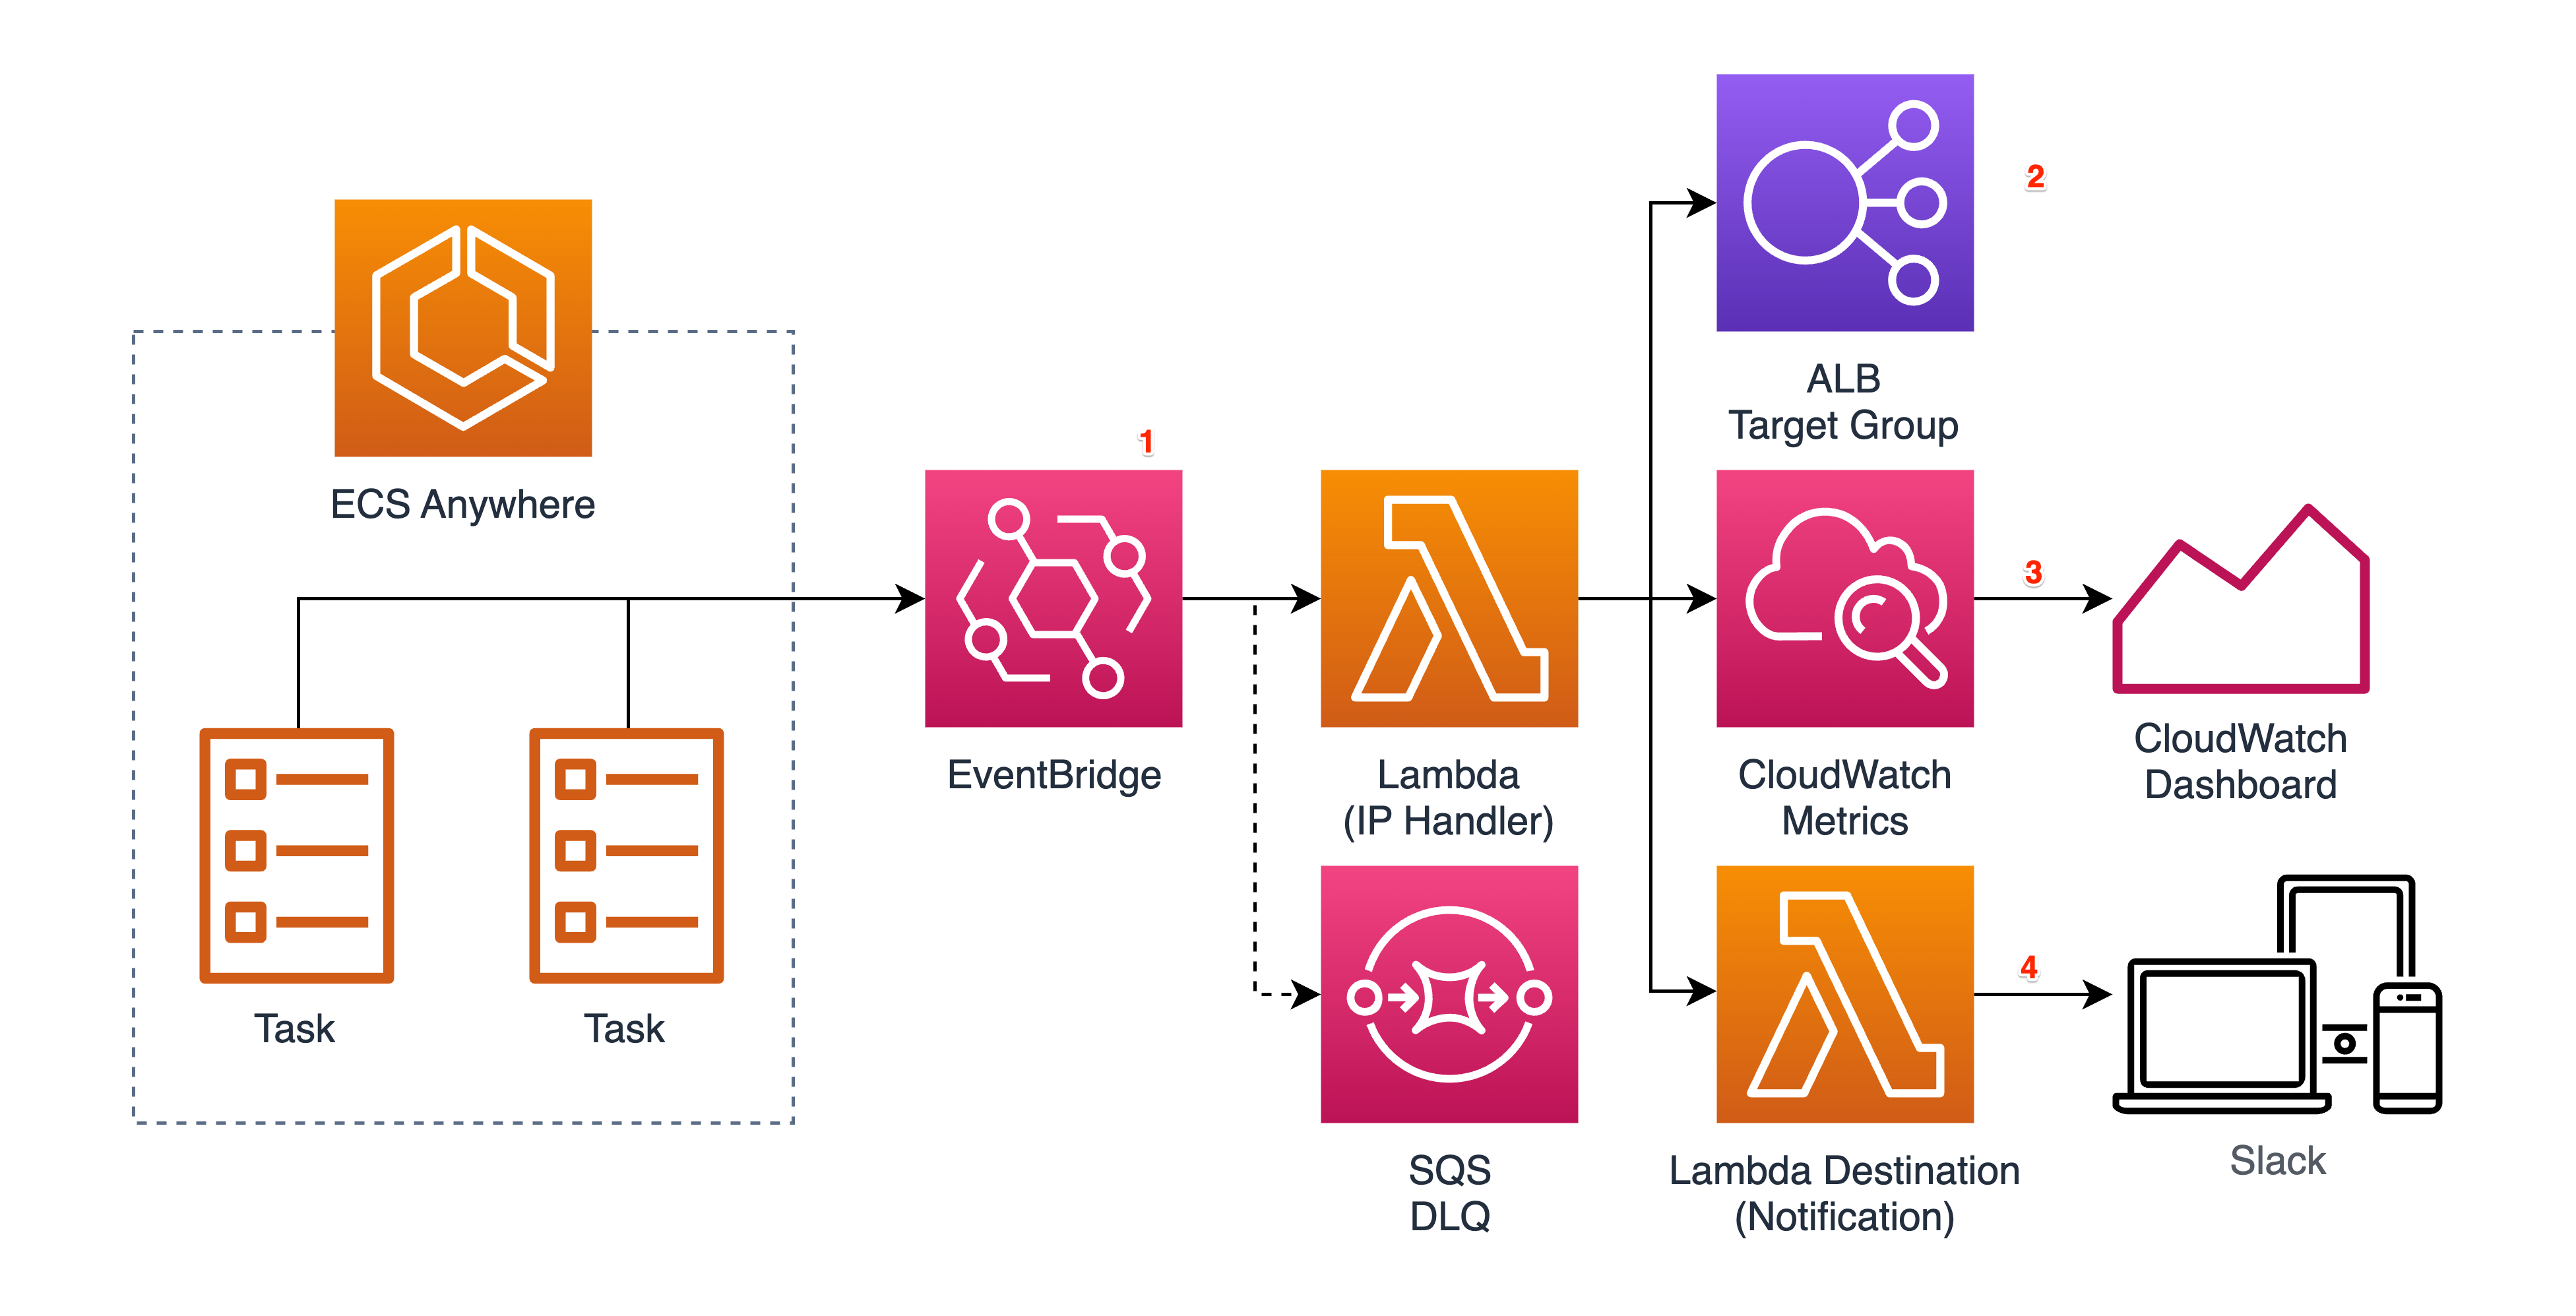 2
ALB
Target Group
1
ECS Anywhere
3
EventBridge
Lambda
(IP Handler)
CloudWatch
Metrics
CloudWatch
Dashboard
4
Task
Task
SQS
DLQ
Lambda Destination
(Notification)
Slack